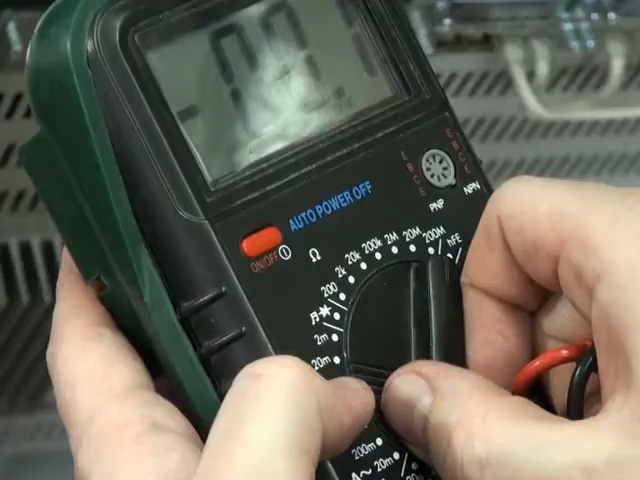 AUTO POWER OFF
ON/OFF
PNP
NPN
Ω
200
2k
20k
200k
2M
20M
200M
hFE
2m
20m
200m
A~
20m